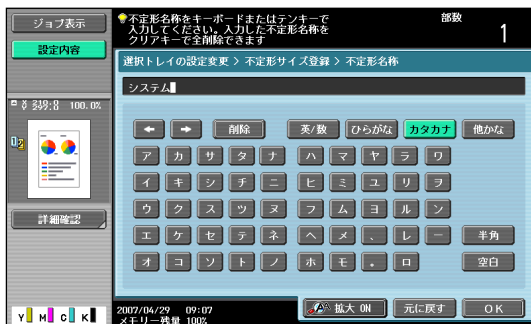 ジョブ表示
設定内容
不定形名称をキーボードまたはテンキーで
入力してください。入力した不定形名称を
クリアキーで全削除できます
部数
1
選択トレイの設定変更 > 不定形サイズ登録 > 不定形名称
システム
100.0%
1 2
詳細確認
← → 削除 英/数 ひらがな カタカナ 他かな
ア カ サ タ ナ ハ マ ヤ ラ ワ
イ キ シ チ ニ ヒ ミ ユ リ ヲ
ウ ク ス ツ ヌ フ ム ヨ ル ン
エ ケ セ テ ネ ヘ メ 、 レ ー 半角
オ コ ソ ト ノ ホ モ 。 ロ 空白
Y M C K
2007/04/29 09:07
メモリー残量 100%
拡大 ON 元に戻す OK